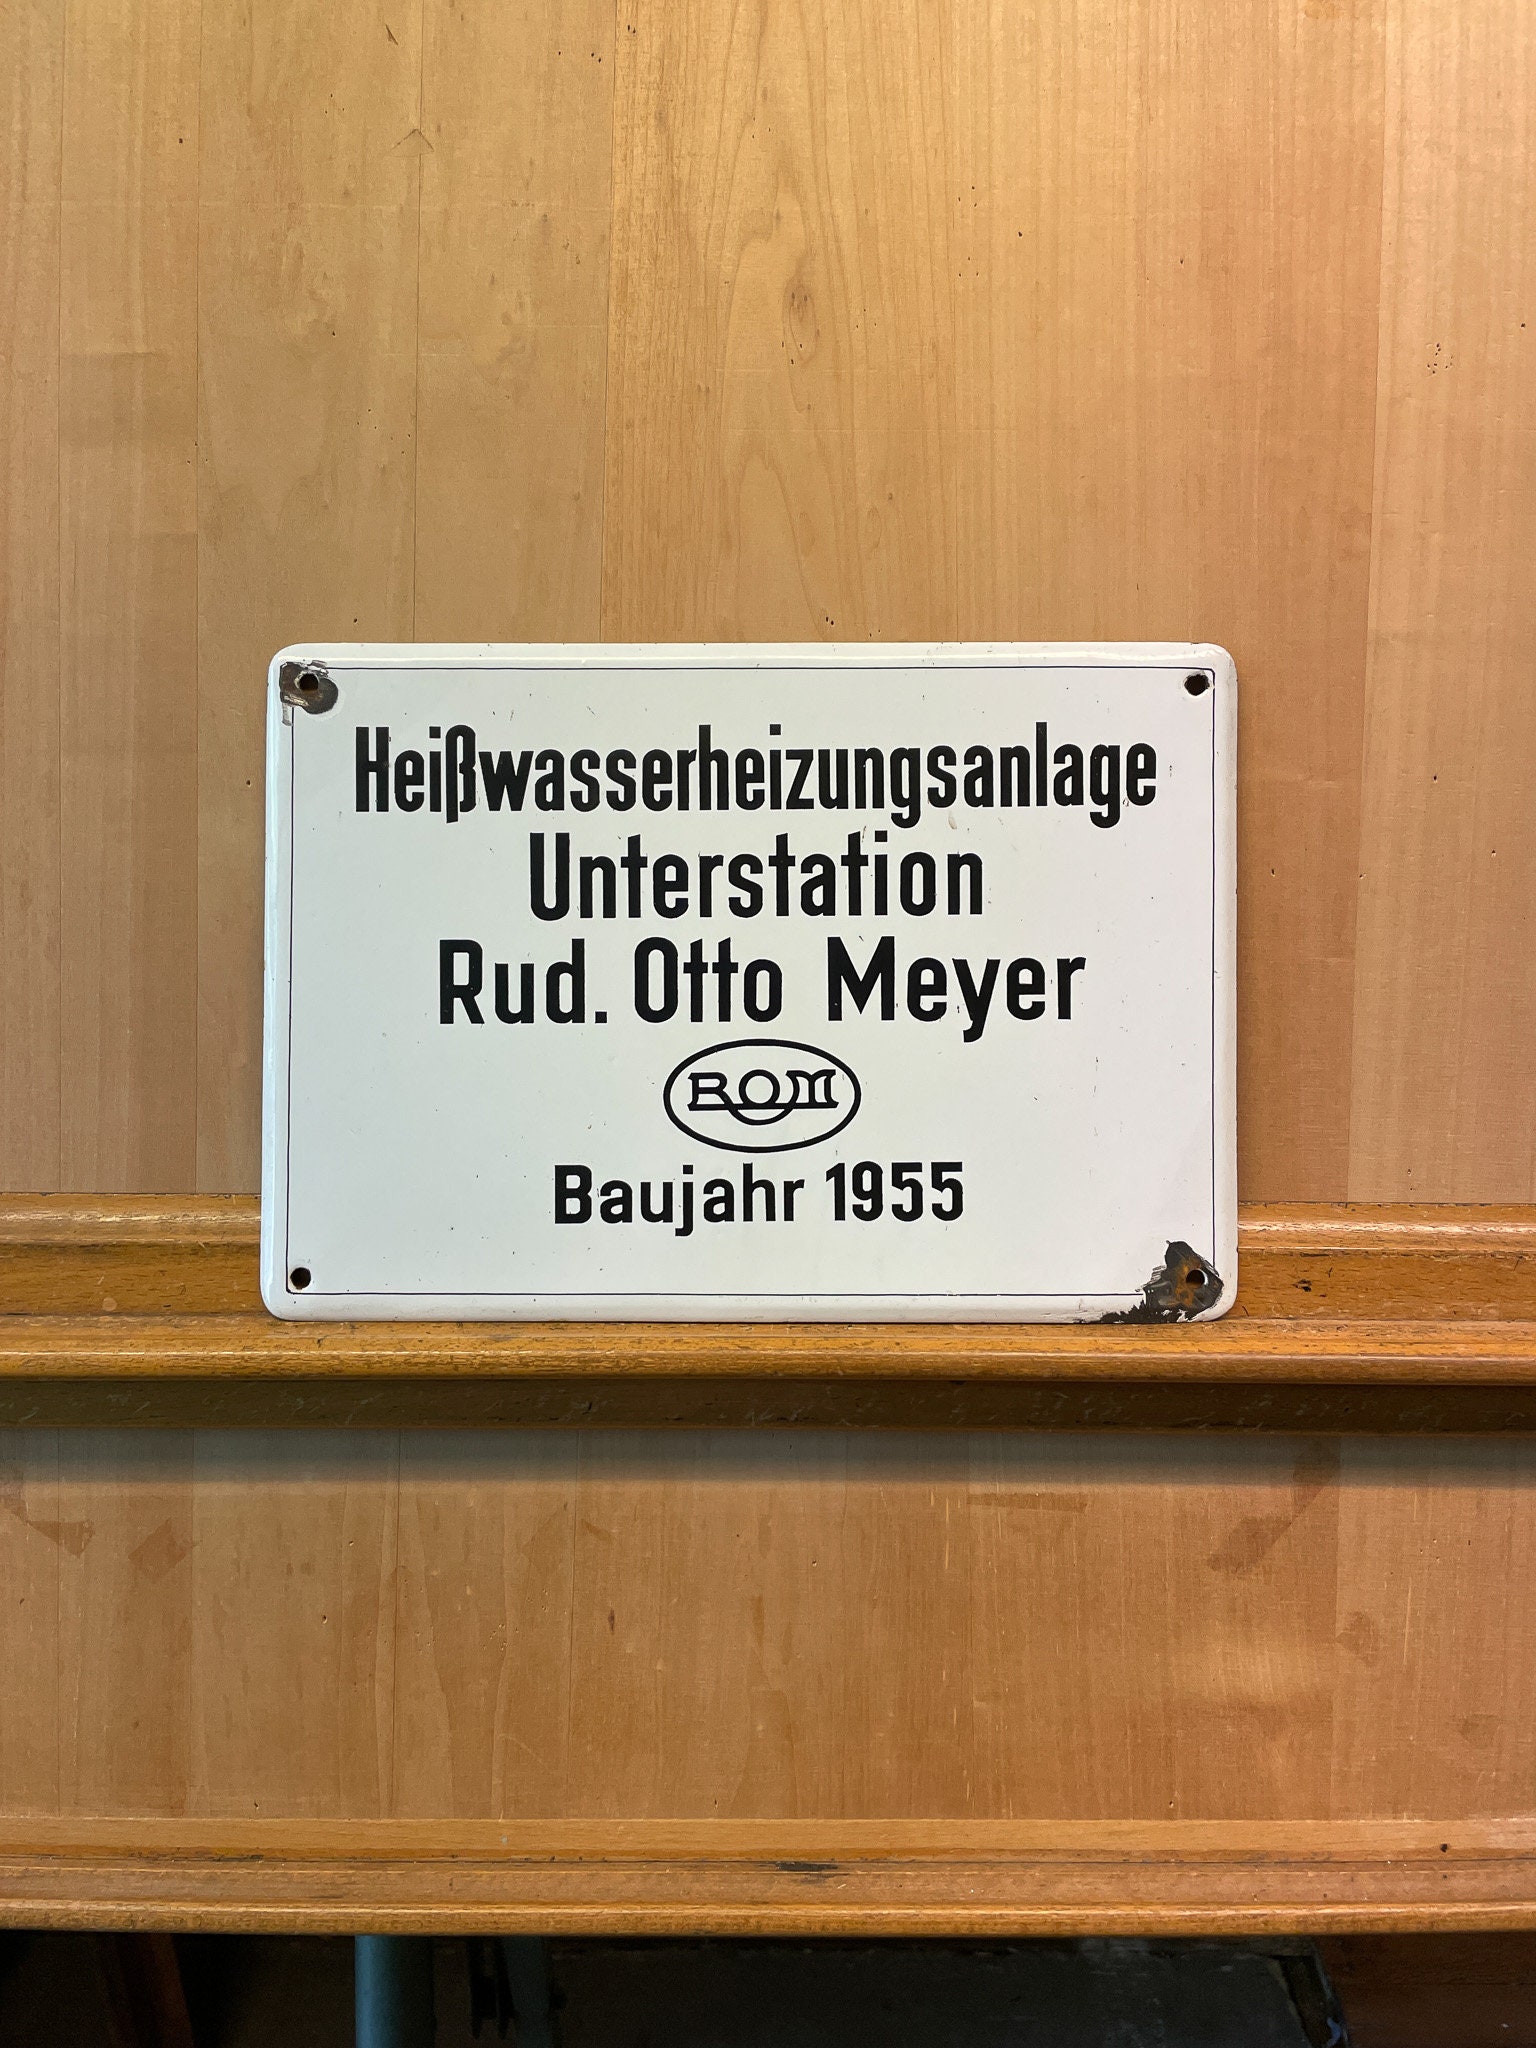 Heißwasserheizungsanlage
Unterstation
Rud. Otto Meyer
ROM
Baujahr 1955